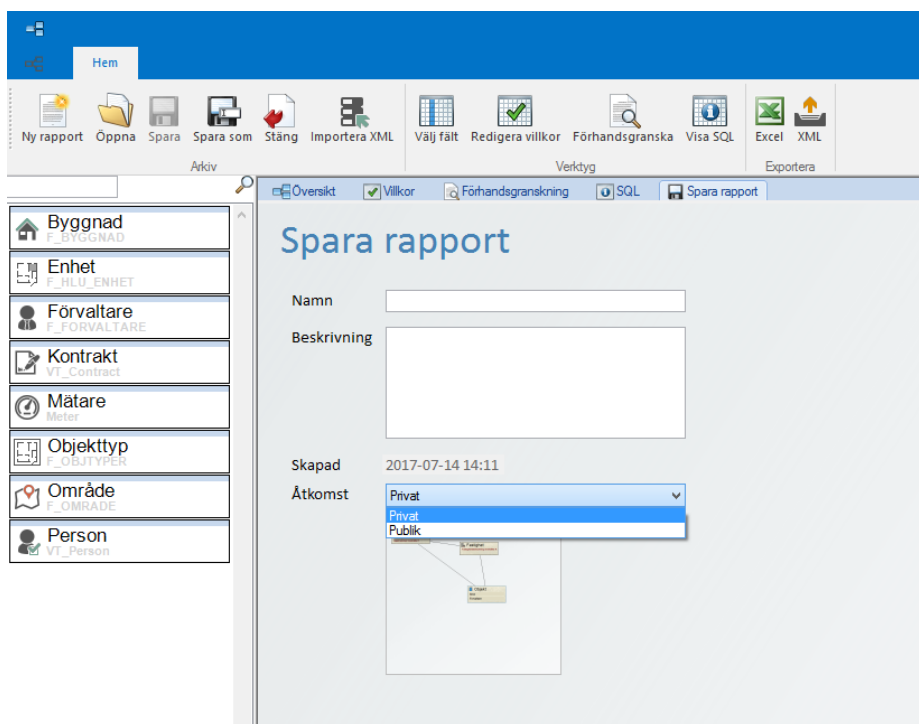 Hem
Ny rapport Öppna Spara Spara som Stäng Importera XML Välj fält Redigera villkor Förhandsgranska Visa SQL Excel XML
Arkiv Verktyg Exportera
Översikt Villkor Förhandsgranskning SQL Spara rapport
Byggnad
F_BYGGNAD
Enhet
F_HLU_ENHET
Förvaltare
F_FORVALTARE
Kontrakt
VT_Contract
Mätare
Meter
Objekttyp
F_OBJTYPER
Område
F_OMRADE
Person
VT_Person
Spara rapport
Namn
Beskrivning
Skapad 2017-07-14 14:11
Åtkomst Privat
Privat
Publik
Fastighet
Objekt